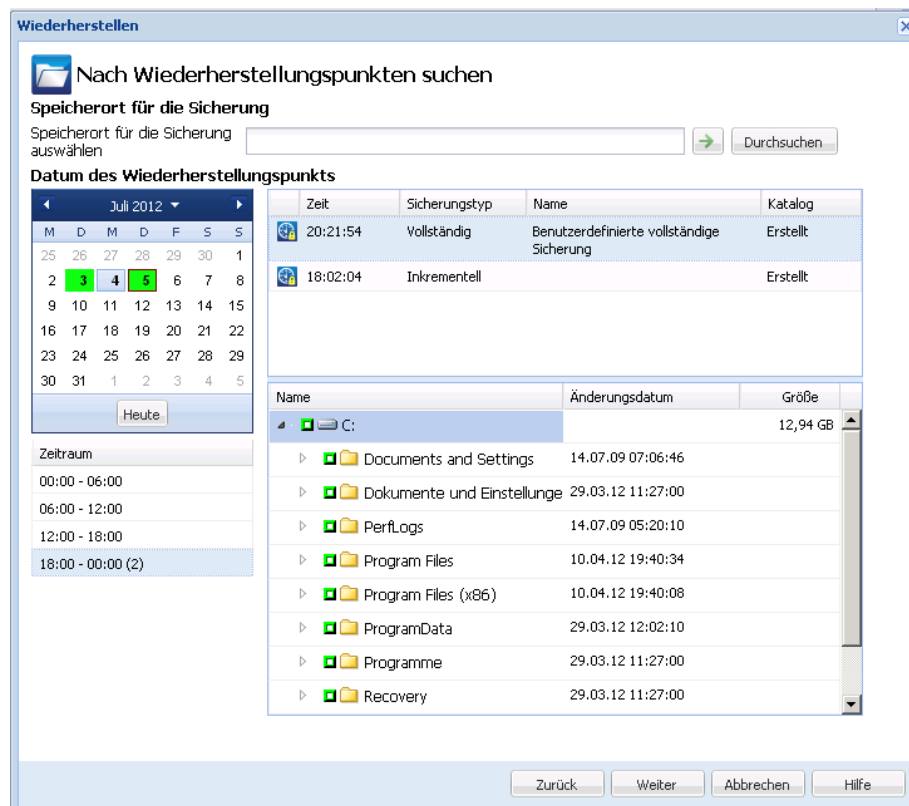 Wiederherstellen
Nach Wiederherstellungspunkten suchen
Speicherort für die Sicherung
Speicherort für die Sicherung
auswählen
Durchsuchen
Datum des Wiederherstellungspunkts
Juli 2012
M D M D F S S
25 26 27 28 29 30 1
2 3 4 5 6 7 8
9 10 11 12 13 14 15
16 17 18 19 20 21 22
23 24 25 26 27 28 29
30 31 1 2 3 4 5
Heute
Zeitraum
00:00 - 06:00
06:00 - 12:00
12:00 - 18:00
18:00 - 00:00 (2)
Zeit Sicherungstyp Name Katalog
20:21:54 Vollständig Benutzerdefinierte vollständige Erstellt
Sicherung
18:02:04 Inkrementell Erstellt
Name Änderungsdatum Größe
C: 12,94 GB
Documents and Settings 14.07.09 07:06:46
Dokumente und Einstellunge 29.03.12 11:27:00
PerfLogs 14.07.09 05:20:10
Program Files 10.04.12 19:40:34
Program Files (x86) 10.04.12 19:40:08
ProgramData 29.03.12 12:02:10
Programme 29.03.12 11:27:00
Recovery 29.03.12 11:27:00
Zurück Weiter Abbrechen Hilfe